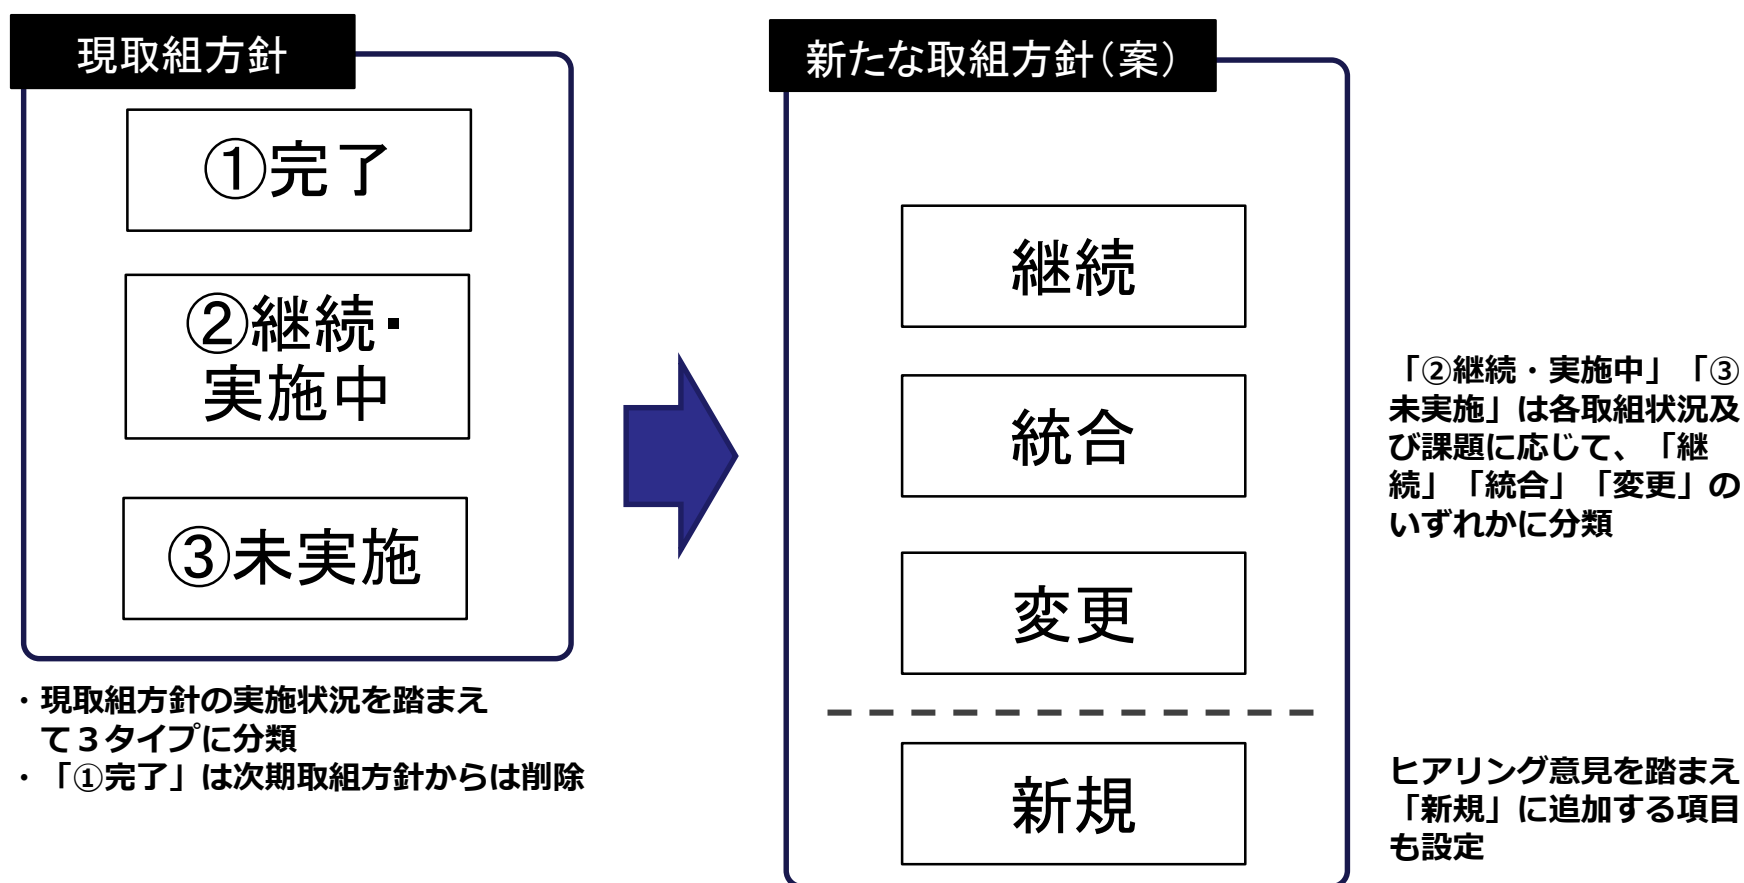 現取組方針
①完了
②継続・
実施中
③未実施
・現取組方針の実施状況を踏まえ
て３タイプに分類
・「①完了」は次期取組方針からは削除
新たな取組方針（案）
継続
統合
変更
新規
「②継続・実施中」「③
未実施」は各取組状況及
び課題に応じて、「継
続」「統合」「変更」の
いずれかに分類
ヒアリング意見を踏まえ
「新規」に追加する項目
も設定